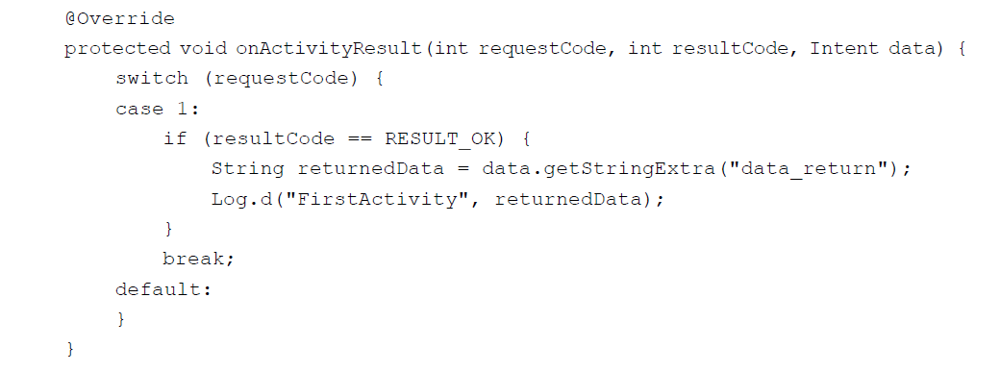 @Override
protected void onActivityResult(int requestCode, int resultCode, Intent data) {
switch (requestCode) {
case 1:
if (resultCode == RESULT_OK) {
String returnedData = data.getStringExtra("data_return");
Log.d("FirstActivity", returnedData);
}
break;
default:
}
}